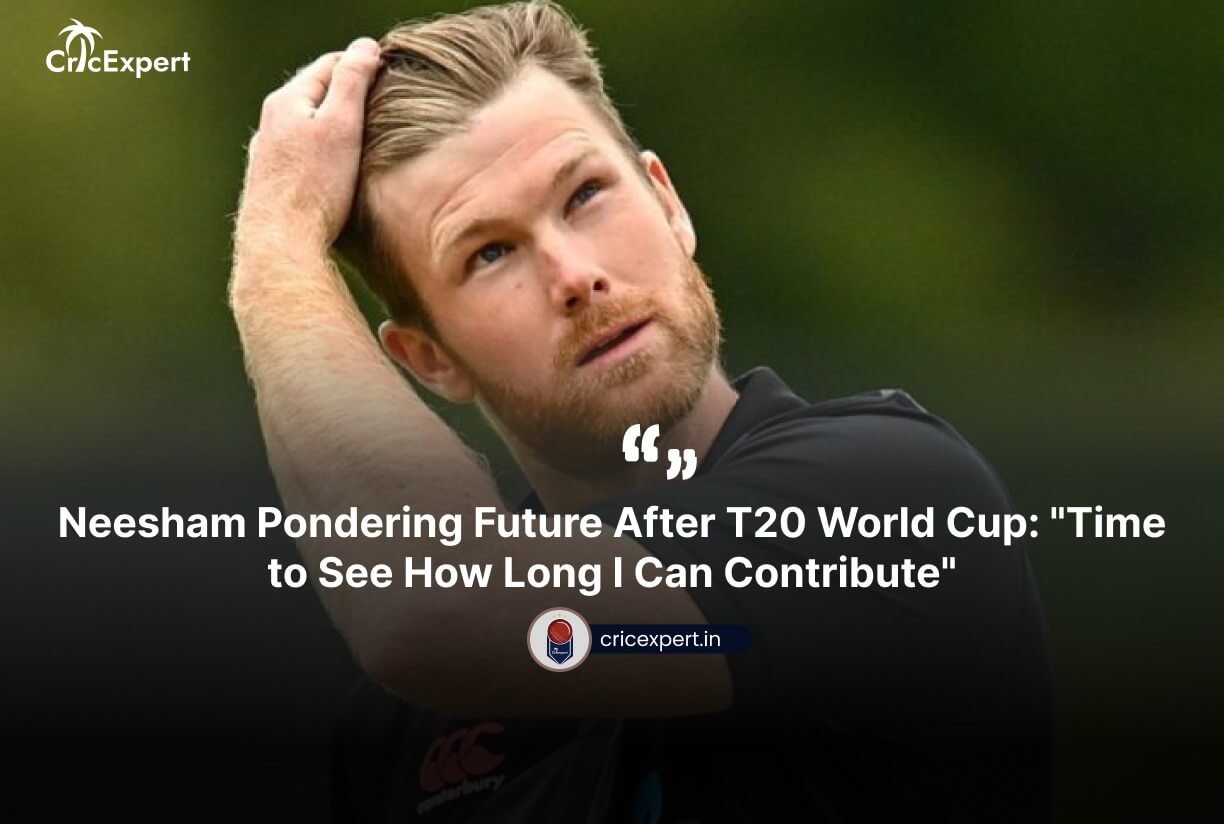 CricExpert
“”
Neesham Pondering Future After T20 World Cup: "Time
to See How Long I Can Contribute"
cricexpert.in
canterbury